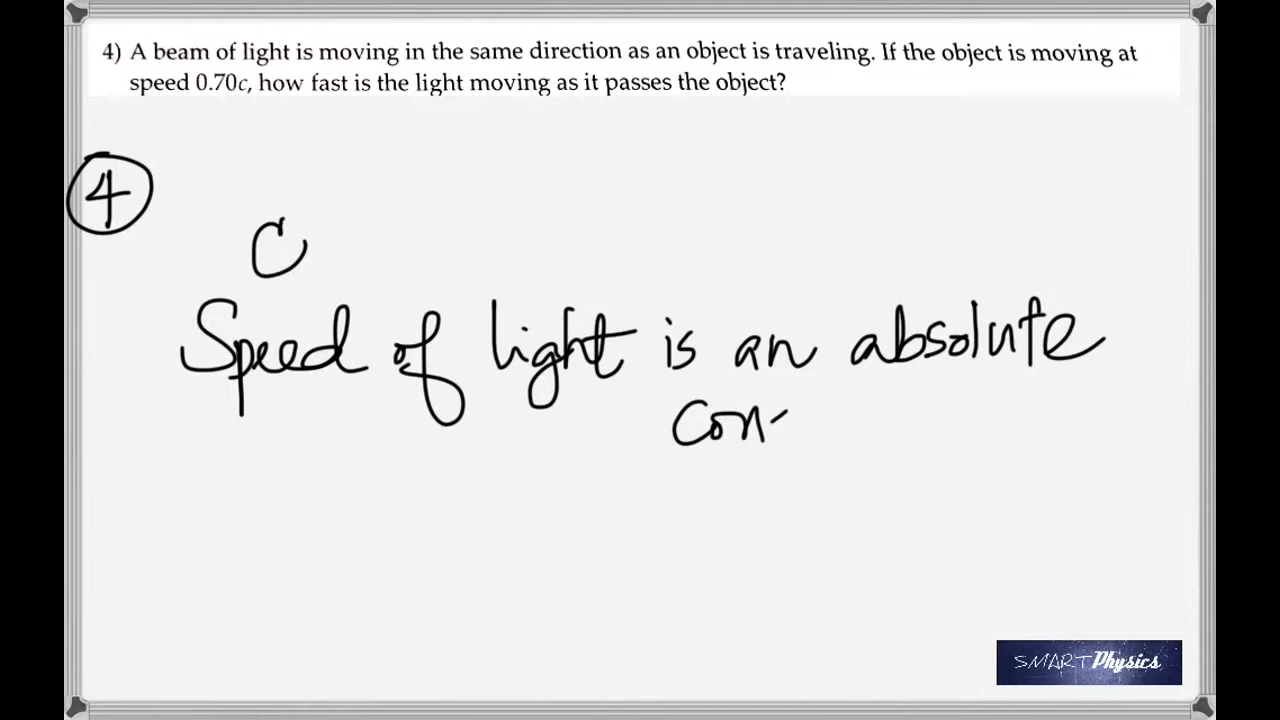 4) A beam of light is moving in the same direction as an object is traveling. If the object is moving at
speed 0.70c, how fast is the light moving as it passes the object?
4
C
Speed of light is an absolute
con
SMART Physics